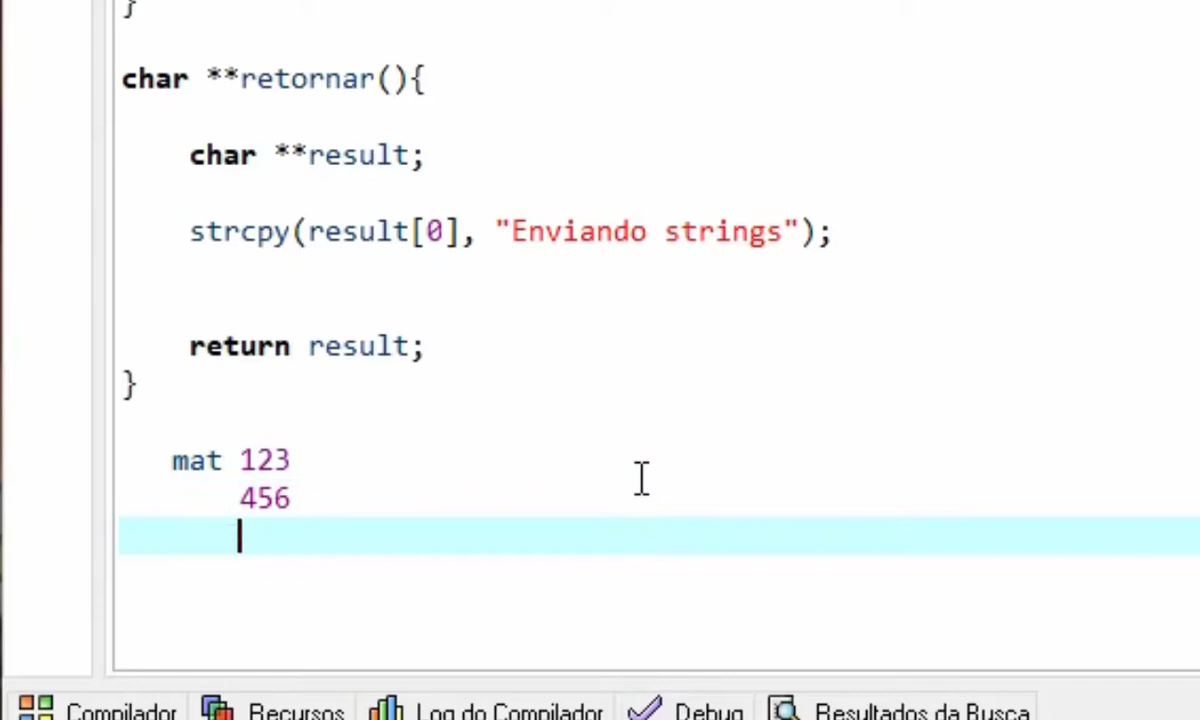 }
char **retornar(){
char **result;
strcpy(result[0], "Enviando strings");
return result;
}
mat 123
456
Compilador Recursos Log do Compilador Debug Resultados da Busca